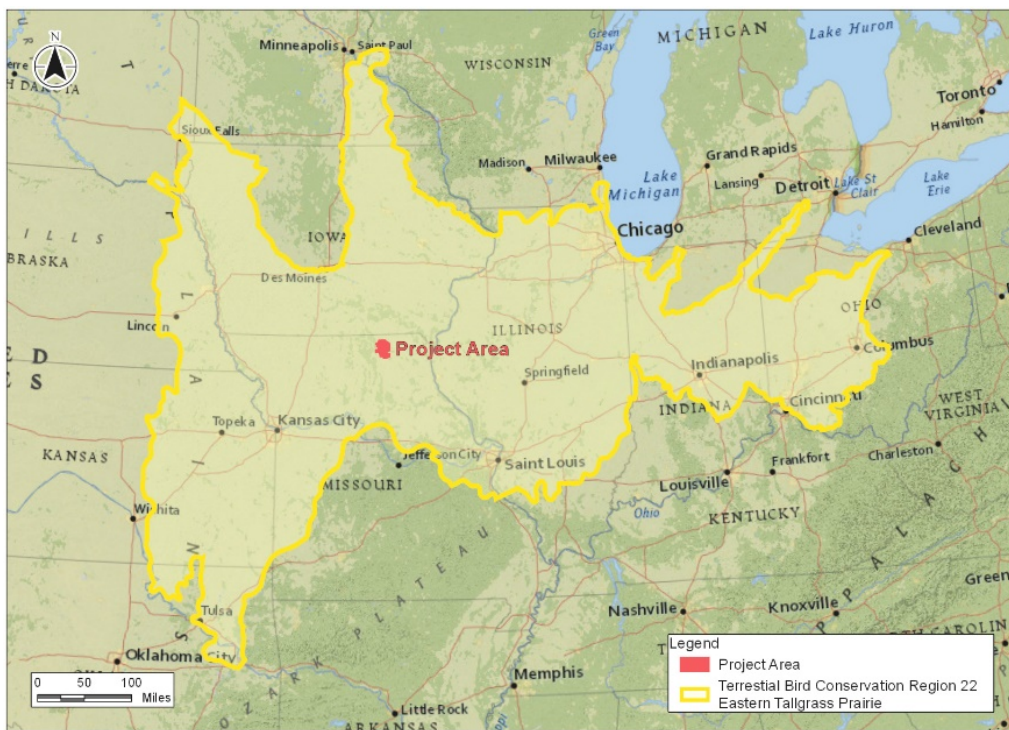 MICHIGAN
Lake Huron
Green
Bay
N
Minneapolis
Saint Paul
WISCONSIN
Toronto
Hamilton
Sioux Falls
Madison
Milwaukee
Grand Rapids
Lake
Michigan
Lansing
Detroit
Lake St
Clair
Lake
Erie
Chicago
Cleveland
IOWA
Des Moines
OHIO
Lincoln
ILLINOIS
Project Area
Columbus
Springfield
Indianapolis
INDIANA
Cincinnati
WEST
VIRGINIA
Topeka
Kansas City
KANSAS
Jefferson City
Saint Louis
Frankfort
Charleston
Louisville
MISSOURI
Ohio
KENTUCKY
Wichita
PLAINS
OZARK PLATEAU
Tulsa
Nashville
Knoxville
Oklahoma City
Memphis
Little Rock
ARKANSAS
0 50 100
Miles
Legend
Project Area
Terrestial Bird Conservation Region 22
Eastern Tallgrass Prairie